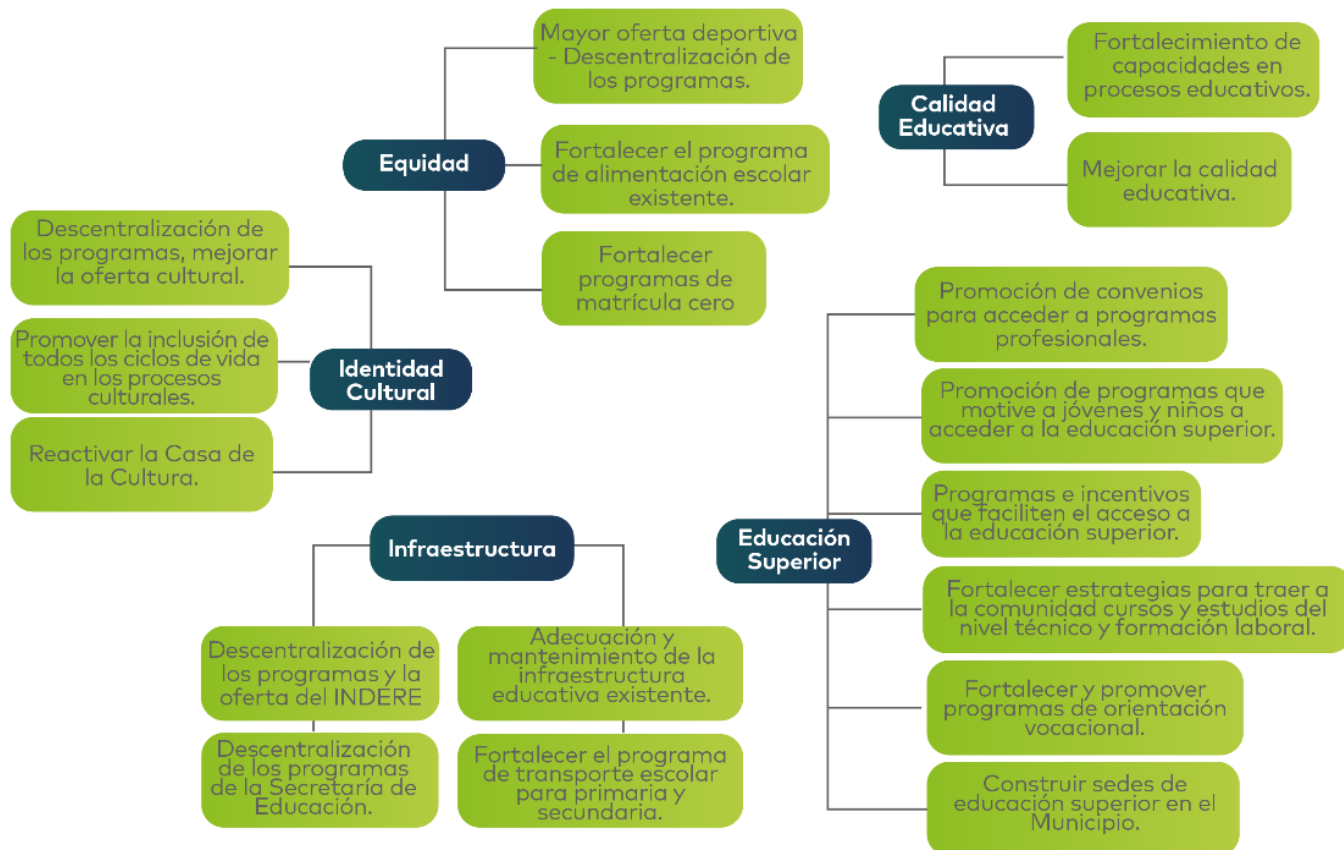 Mayor oferta deportiva
- Descentralización de
los programas.
Equidad
Fortalecer el programa
de alimentación escolar
existente.
Fortalecer
programas de
matrícula cero
Calidad
Educativa
Fortalecimiento de
capacidades en
procesos educativos.
Mejorar la calidad
educativa.
Descentralización de
los programas, mejorar
la oferta cultural.
Promover la inclusión de
todos los ciclos de vida
en los procesos
culturales.
Identidad
Cultural
Reactivar la Casa de
la Cultura.
Infraestructura
Descentralización de
los programas y la
oferta del INDERE
Adecuación y
mantenimiento de la
infraestructura
educativa existente.
Descentralización
de los programas
de la Secretaría de
Educación.
Fortalecer el programa
de transporte escolar
para primaria y
secundaria.
Educación
Superior
Promoción de convenios
para acceder a programas
profesionales.
Promoción de programas que
motive a jóvenes y niños a
acceder a la educación superior.
Programas e incentivos
que faciliten el acceso a
la educación superior.
Fortalecer estrategias para traer a
la comunidad cursos y estudios del
nivel técnico y formación laboral.
Fortalecer y promover
programas de orientación
vocacional.
Construir sedes de
educación superior en el
Municipio.